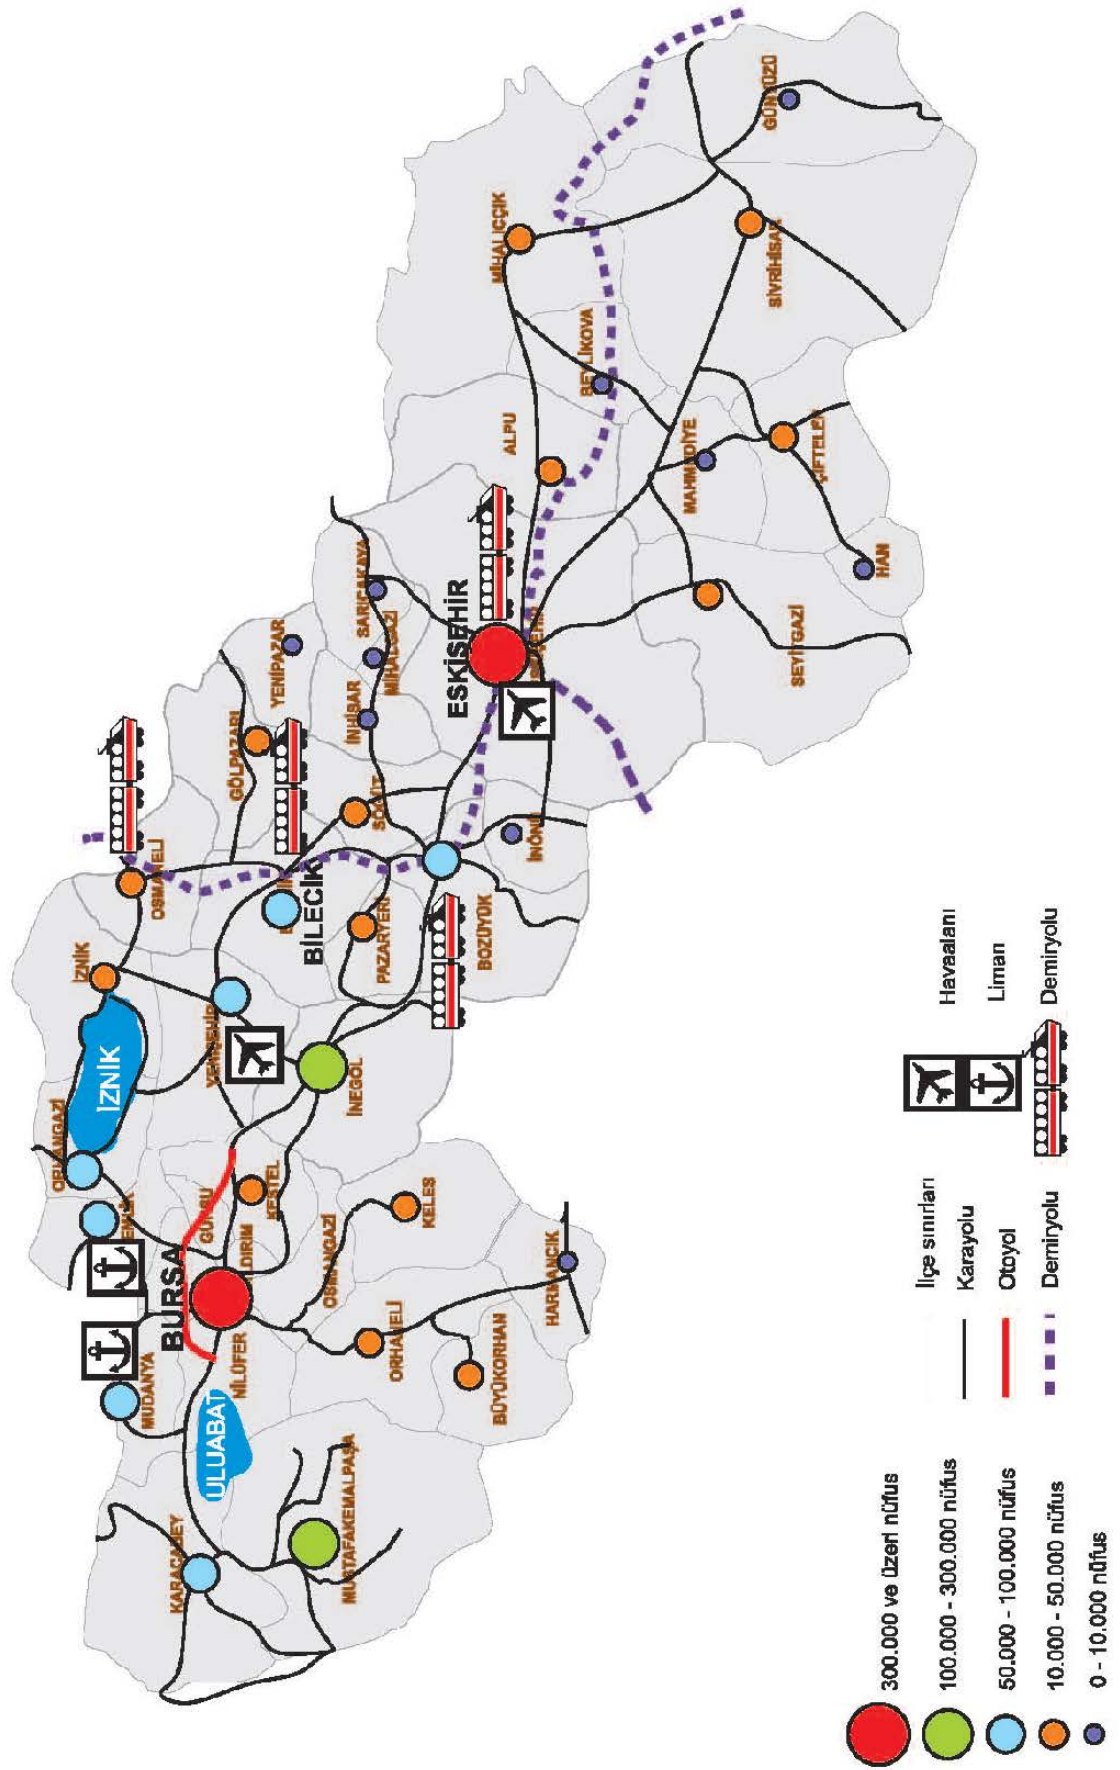 KARACABEY
MUSTAFAKEMALPAŞA
MUDANYA
ULUABAT
NİLÜFER
BURSA
BÜYÜKORHAN
ORHANELİ
HARMANCIK
OSMANGAZİ
KELES
GÜRSU
KESTEL
ORHANGAZİ
İZNİK
İZNİK
İNEGÖL
YENİŞEHİR
OSMANELİ
BİLECİK
PAZARYERİ
BOZÜYÜK
GÖLPAZARI
SÖĞÜT
İNÖNÜ
YENİPAZAR
İNHİSAR
MİHALGAZİ
SARICAKAYA
ESKİŞEHİR
SEYİTGAZİ
HAN
ALPU
MAHMUDİYE
ÇİFTELER
BEYLİKOVA
MİHALIÇÇIK
SİVRİHİSAR
GÜNYÜZÜ
300.000 ve üzeri nüfus
100.000 - 300.000 nüfus
50.000 - 100.000 nüfus
10.000 - 50.000 nüfus
0 - 10.000 nüfus
İlçe sınırları
Karayolu
Otoyol
Demiryolu
Havaalanı
Liman
Demiryolu